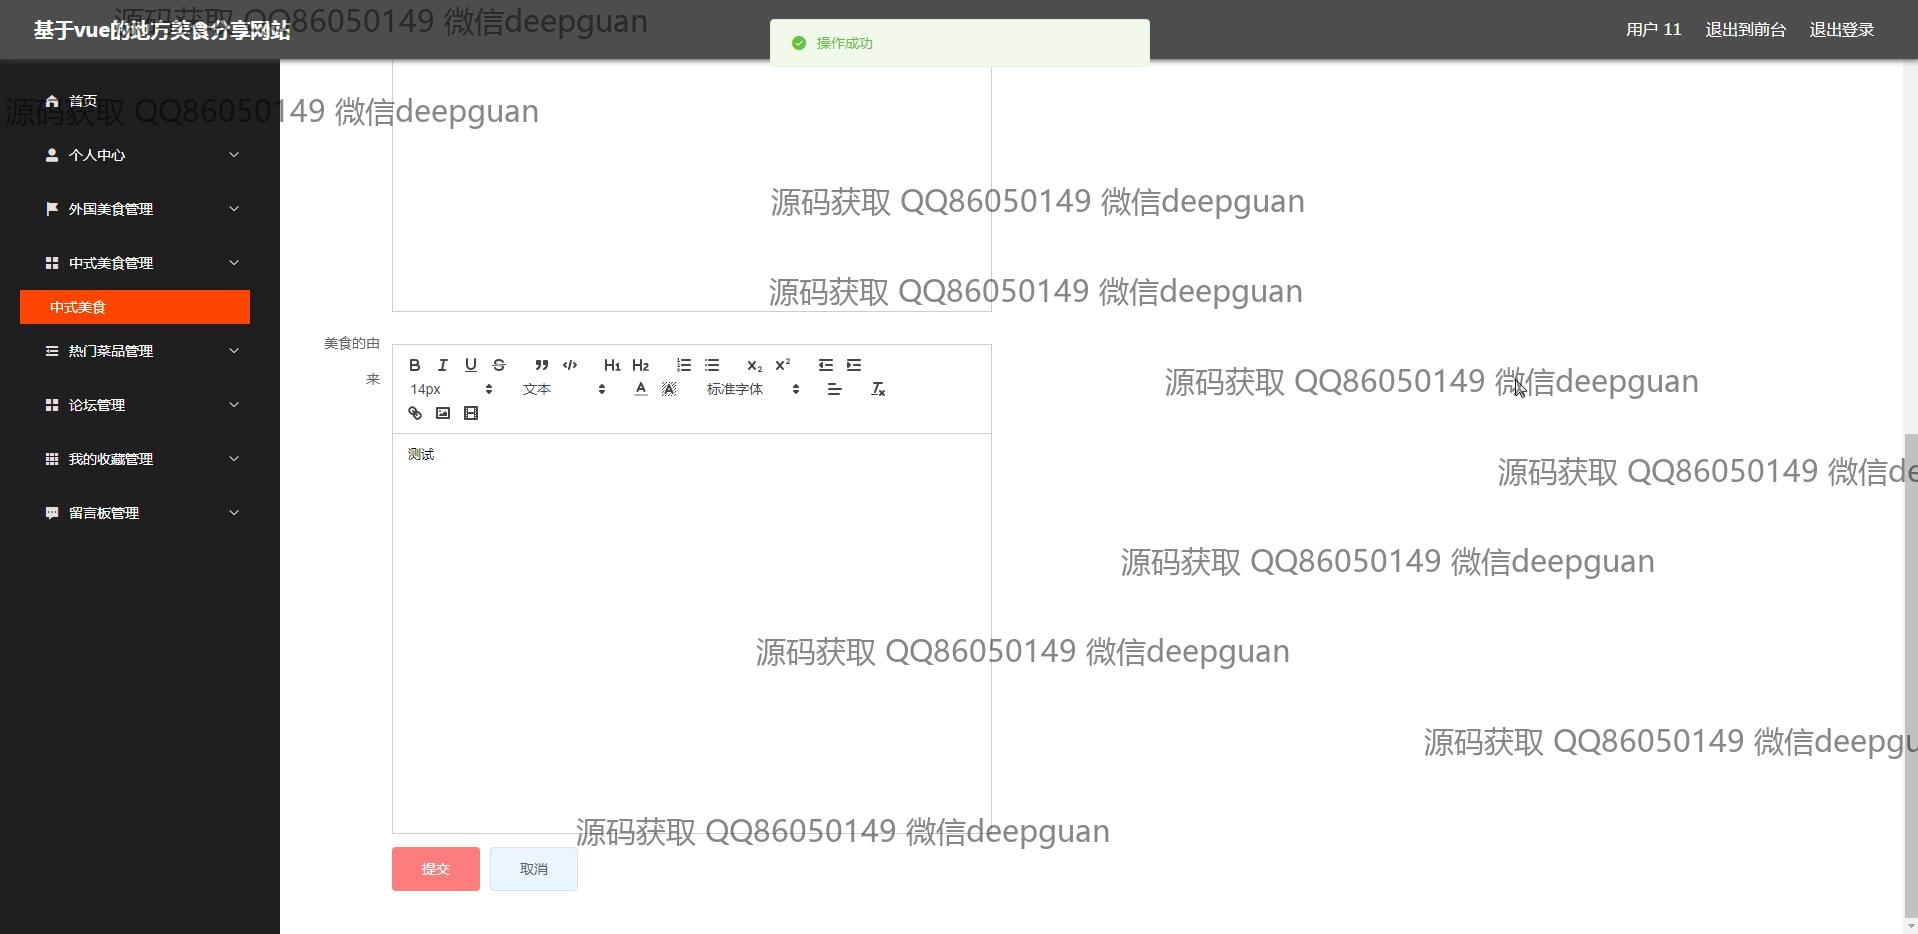 基于vue的地方美食分享网站
源码获取 QQ86050149 微信deepguan
操作成功
用户 11
退出到前台
退出登录
首页
源码获取 QQ86050149 微信deepguan
个人中心
源码获取 QQ86050149 微信deepguan
外国美食管理
中式美食管理
源码获取 QQ86050149 微信deepguan
中式美食
美食的由
来
热门菜品管理
B I U S H1 H2 X2 X2
14px 文本 A A 标准字体 Tx
源码获取 QQ86050149 微信deepguan
论坛管理
测试
我的收藏管理
源码获取 QQ86050149 微信de
留言板管理
源码获取 QQ86050149 微信deepguan
源码获取 QQ86050149 微信deepguan
源码获取 QQ86050149 微信deepgu
源码获取 QQ86050149 微信deepguan
提交
取消